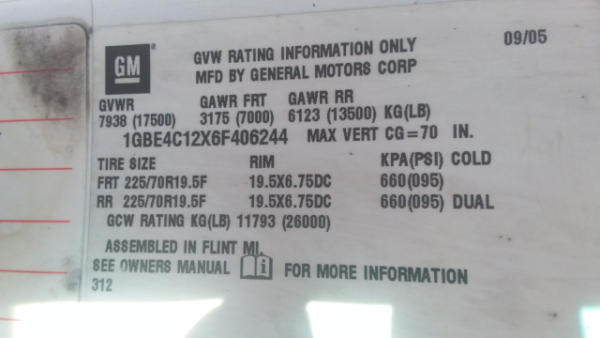 GM® GVW RATING INFORMATION ONLY 09/05
MFD BY GENERAL MOTORS CORP
GVWR GAWR FRT GAWR RR
7938 (17500) 3175 (7000) 6123 (13500) KG(LB)
1GBE4C12X6F406244 MAX VERT CG=70 IN.
TIRE SIZE RIM KPA(PSI) COLD
FRT 225/70R19.5F 19.5X6.75DC 660(095)
RR 225/70R19.5F 19.5X6.75DC 660(095) DUAL
GCW RATING KG(LB) 11793 (26000)
ASSEMBLED IN FLINT MI.
SEE OWNERS MANUAL i FOR MORE INFORMATION
312